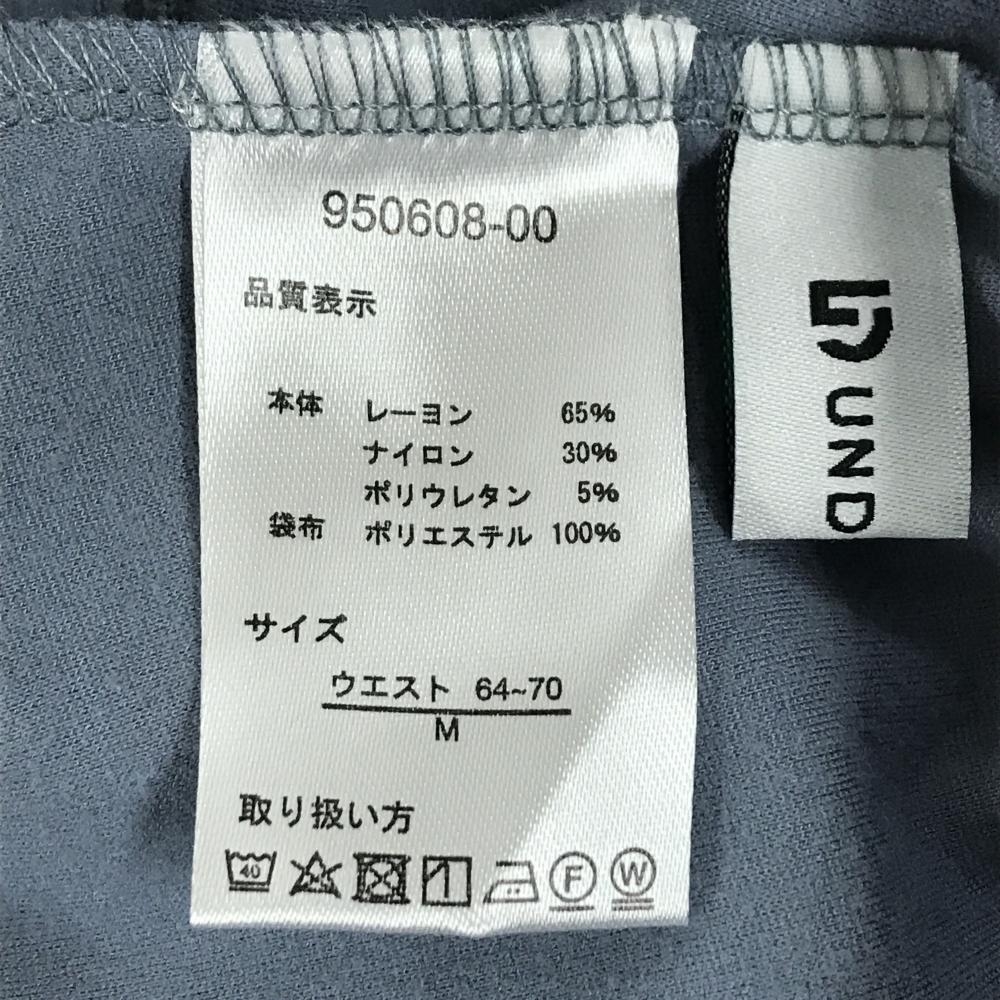 950608-00
品質表示
本体 レーヨン 65%
ナイロン 30%
ポリウレタン 5%
袋布 ポリエステル 100%
サイズ
ウエスト 64~70
M
取り扱い方
40
F
W
UND